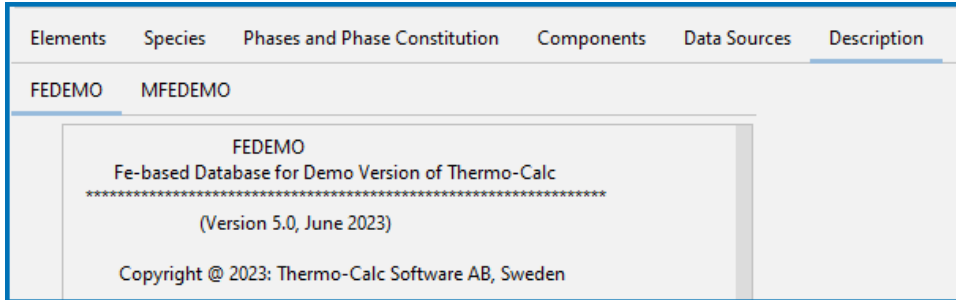 Elements Species Phases and Phase Constitution Components Data Sources Description
FEDEMO MFEDEMO
FEDEMO
Fe-based Database for Demo Version of Thermo-Calc
******************************************************************
(Version 5.0, June 2023)
Copyright @ 2023: Thermo-Calc Software AB, Sweden